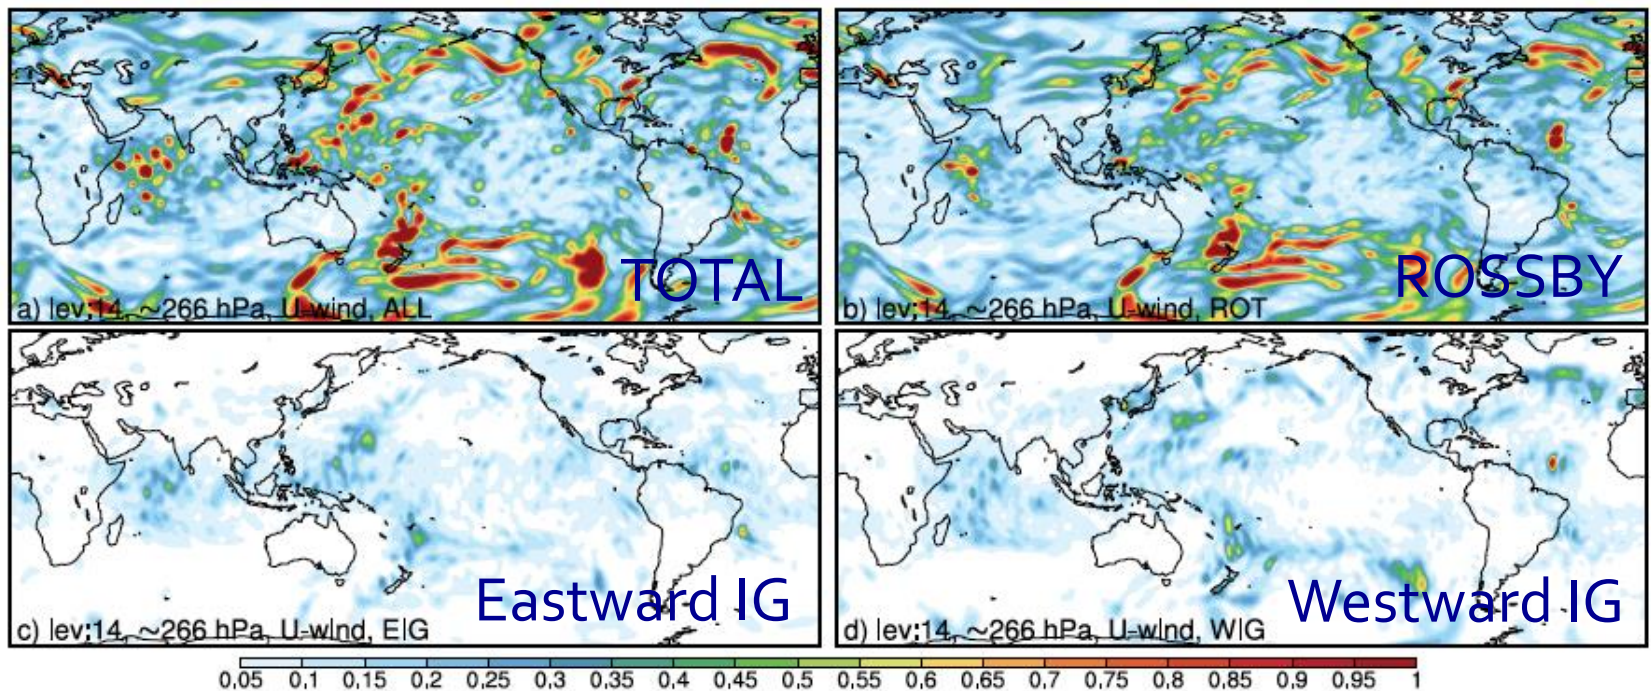 TOTAL
a) lev:14, ~266 hPa, U-wind, ALL
ROSSBY
b) lev:14, ~266 hPa, U-wind, ROT
Eastward IG
c) lev:14, ~266 hPa, U-wind, EIG
Westward IG
d) lev:14, ~266 hPa, U-wind, WIG
0,05 0,1 0,15 0,2 0,25 0,3 0,35 0,4 0,45 0,5 0,55 0,6 0,65 0,7 0,75 0,8 0,85 0,9 0,95 1